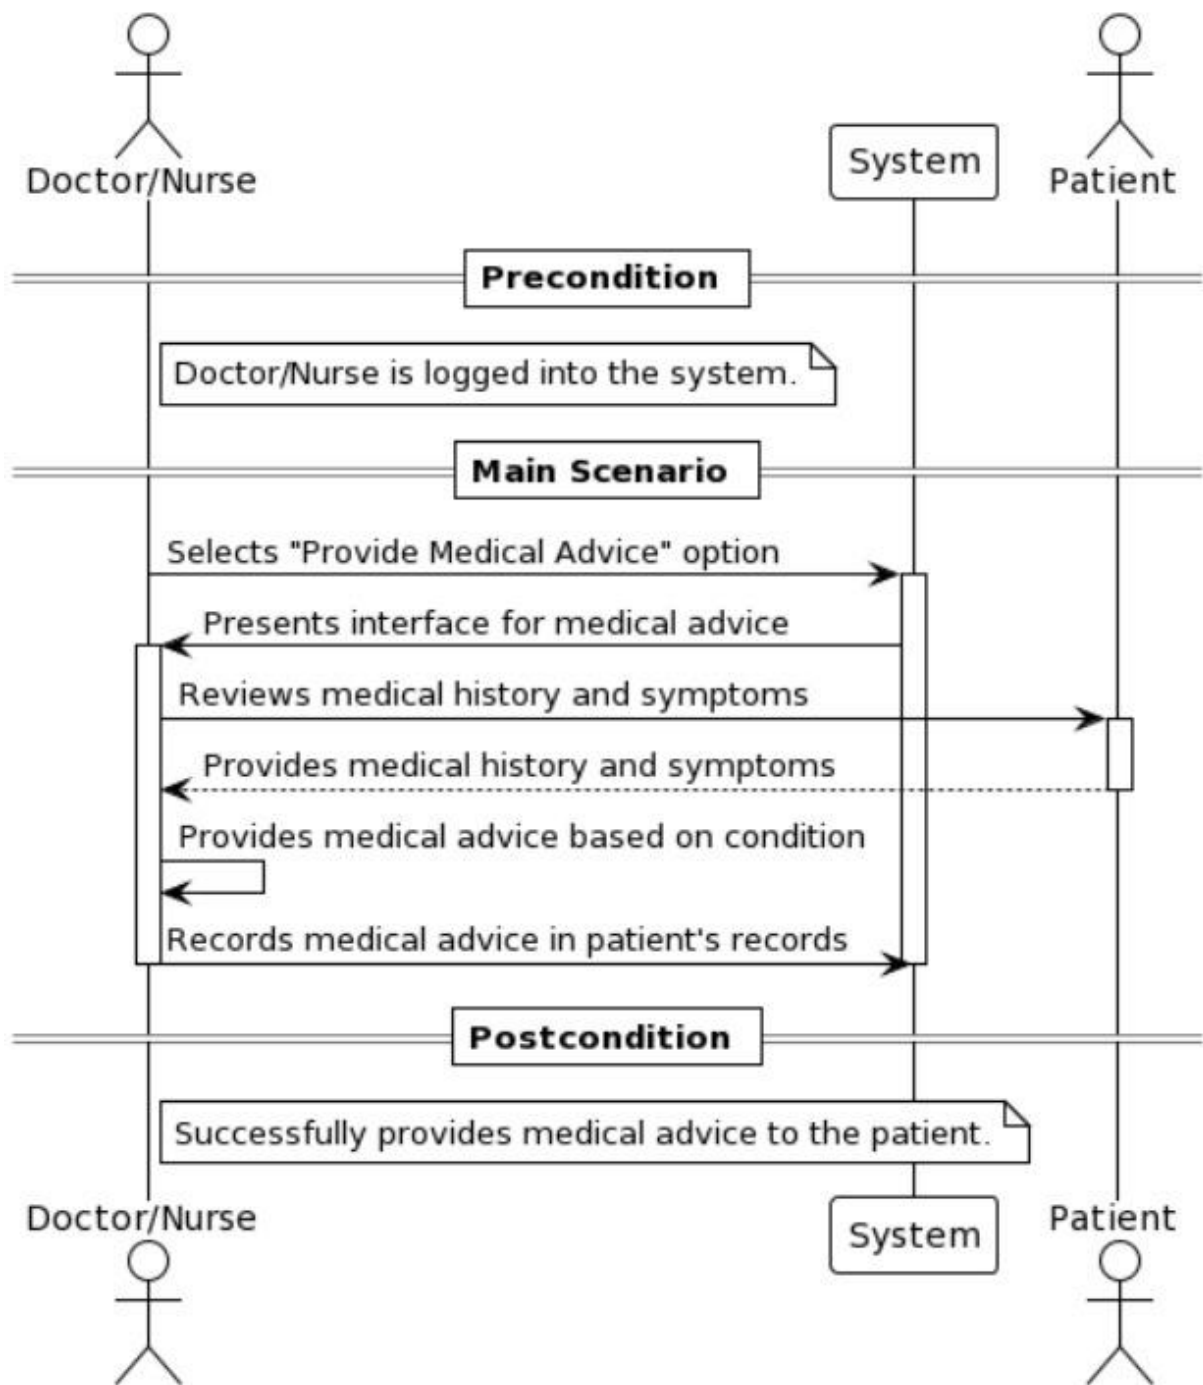 Doctor/Nurse
System
Patient
Precondition
Doctor/Nurse is logged into the system.
Main Scenario
Selects "Provide Medical Advice" option
Presents interface for medical advice
Reviews medical history and symptoms
Provides medical history and symptoms
Provides medical advice based on condition
Records medical advice in patient's records
Postcondition
Successfully provides medical advice to the patient.
Doctor/Nurse
System
Patient